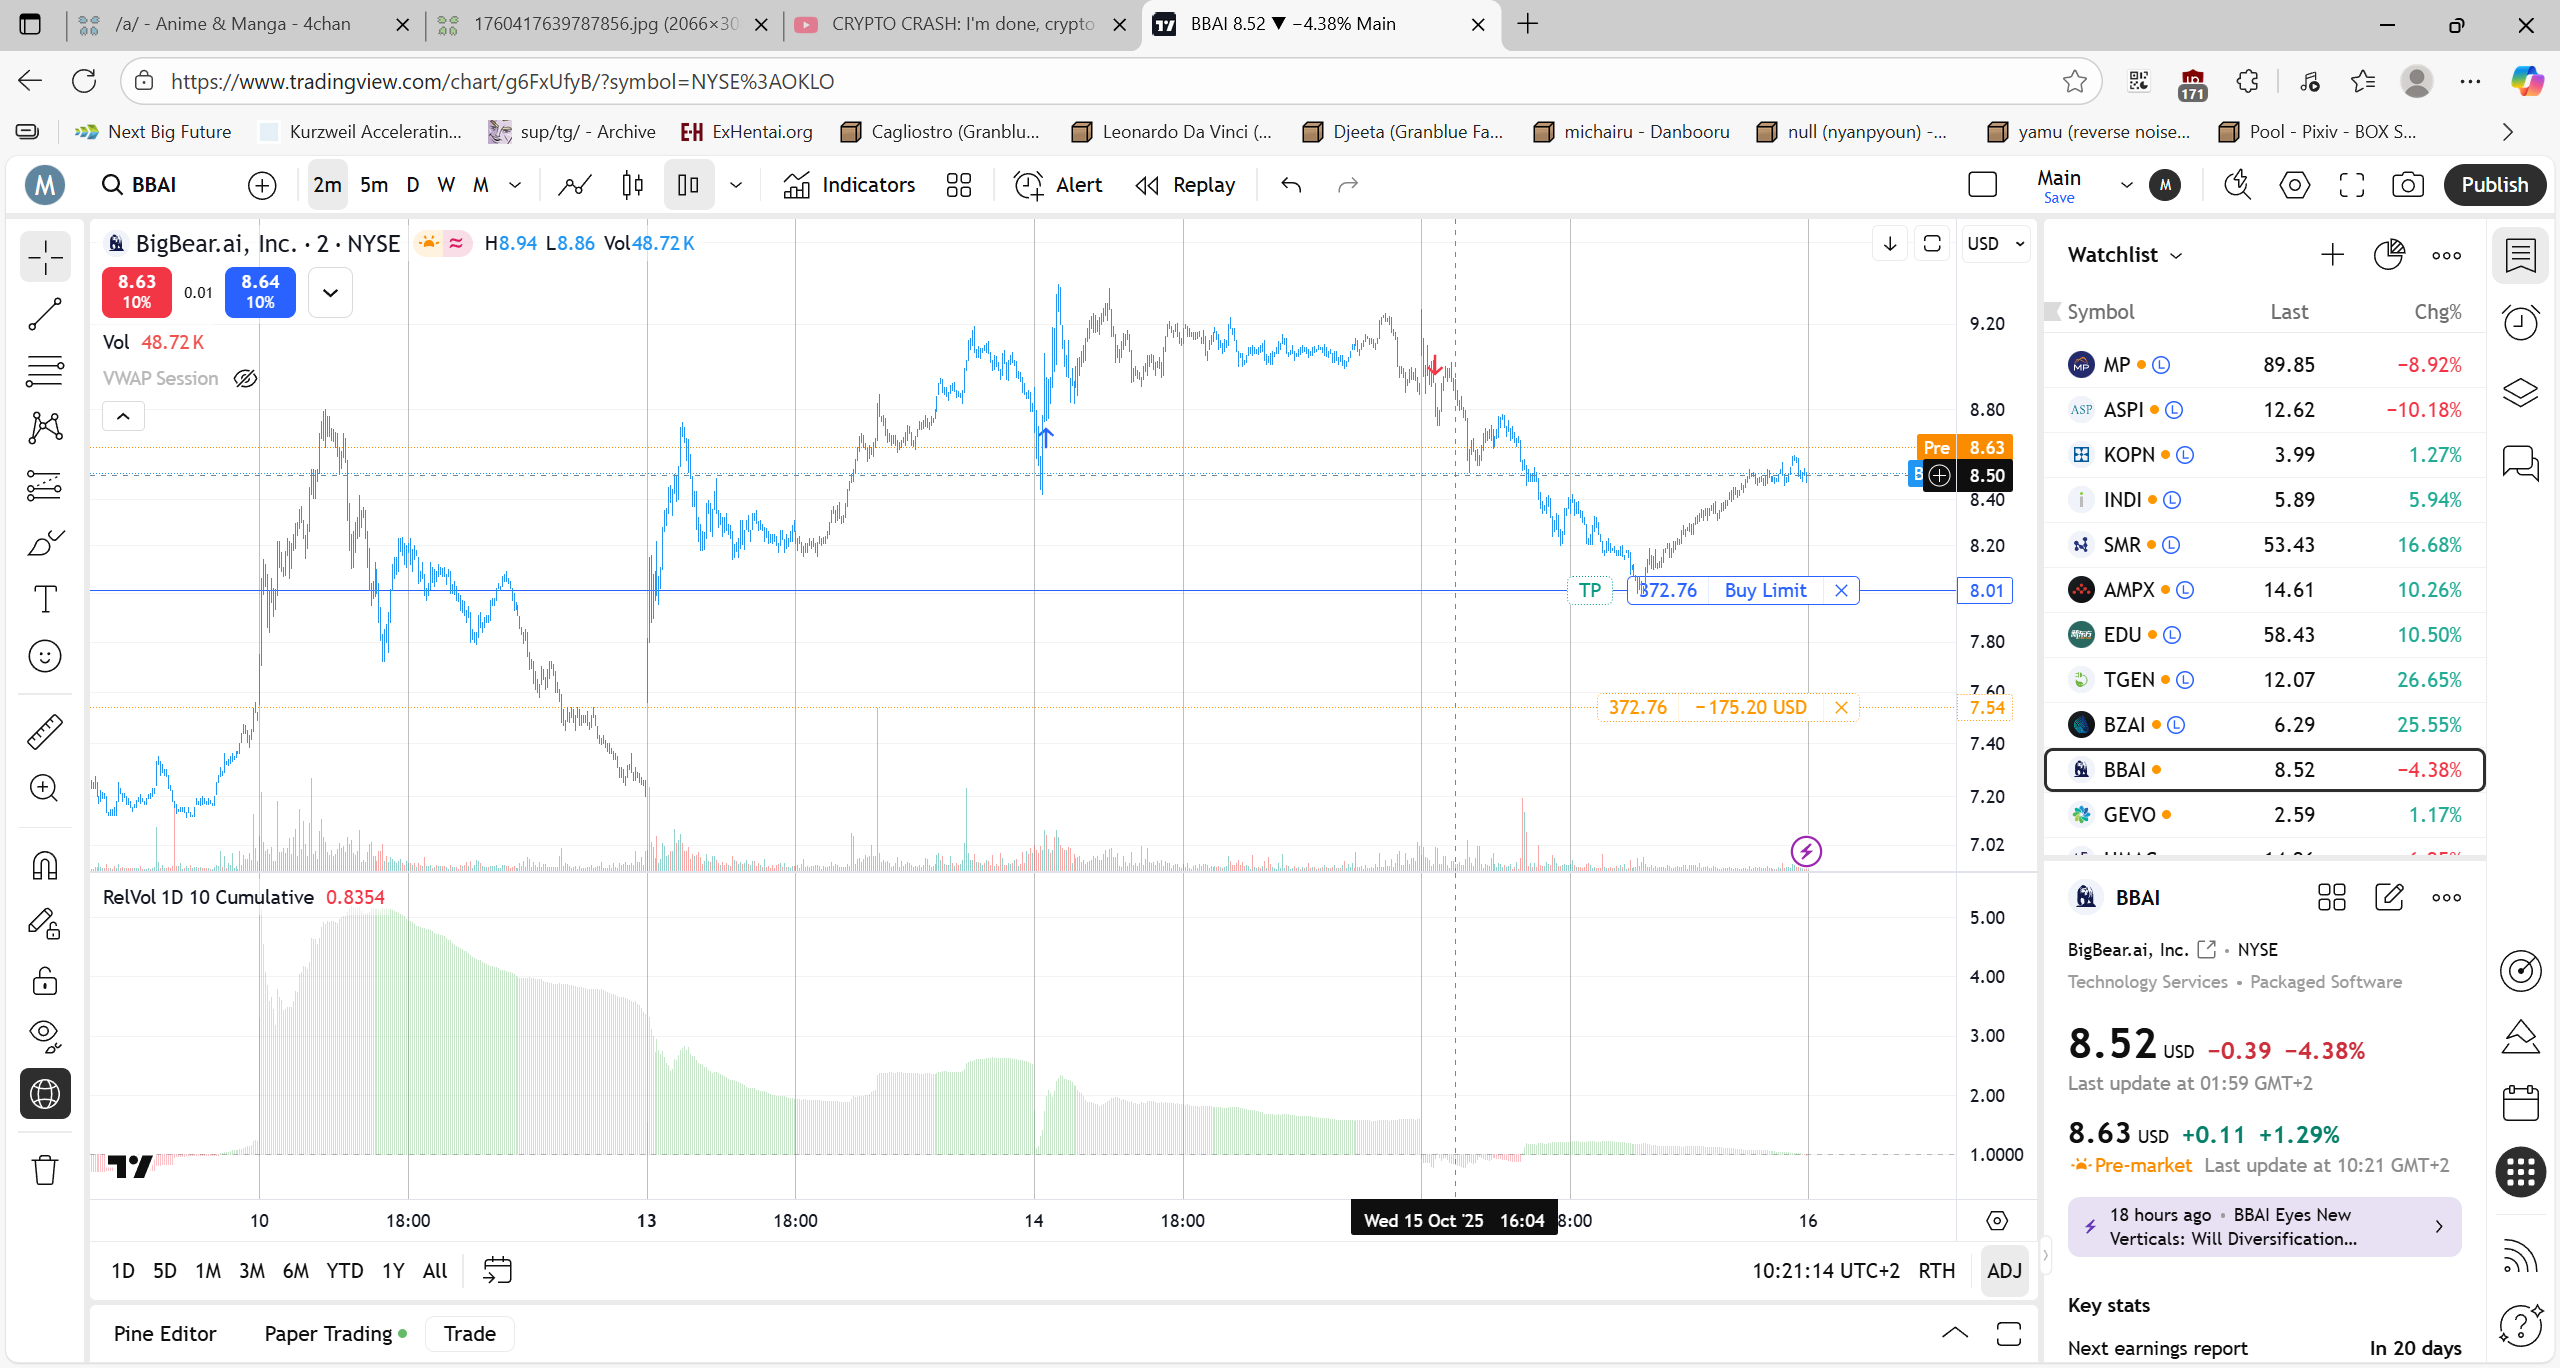 /a/ - Anime & Manga - 4chan
1760417639787856.jpg (2066×30
CRYPTO CRASH: I'm done, crypto
BBAI 8.52 ▼ −4.38% Main
https://www.tradingview.com/chart/g6FxUfyB/?symbol=NYSE%3AOKLO
171
Next Big Future
Kurzweil Acceleratin...
sup/tg/ - Archive
E-H ExHentai.org
Cagliostro (Granblu...
Leonardo Da Vinci (...
Djeeta (Granblue Fa...
michairu - Danbooru
null (nyanpyoun) -...
yamu (reverse noise...
Pool - Pixiv - BOX S...
M
BBAI
2m 5m D W M
Indicators
Alert
Replay
Main
Save
M
Publish
BigBear.ai, Inc. · 2 · NYSE H8.94 L8.86 Vol48.72 K
USD
8.63
10%
0.01
8.64
10%
Vol 48.72 K
VWAP Session
9.20
8.80
Pre 8.63
B 8.50
8.40
8.20
TP 372.76 Buy Limit 8.01
7.80
7.60
372.76 −175.20 USD 7.54
7.40
7.20
7.02
RelVol 1D 10 Cumulative 0.8354
5.00
4.00
3.00
2.00
1.0000
10 18:00 13 18:00 14 18:00 Wed 15 Oct '25 16:04 8:00 16
1D 5D 1M 3M 6M YTD 1Y All
10:21:14 UTC+2 RTH ADJ
Pine Editor Paper Trading Trade
Watchlist
Symbol Last Chg%
MP L 89.85 −8.92%
ASP ASPI L 12.62 −10.18%
KOPN L 3.99 1.27%
INDI L 5.89 5.94%
SMR L 53.43 16.68%
AMPX L 14.61 10.26%
EDU L 58.43 10.50%
TGEN L 12.07 26.65%
BZAI L 6.29 25.55%
BBAI 8.52 −4.38%
GEVO 2.59 1.17%
BBAI
BigBear.ai, Inc. • NYSE
Technology Services • Packaged Software
8.52 USD −0.39 −4.38%
Last update at 01:59 GMT+2
8.63 USD +0.11 +1.29%
Pre-market Last update at 10:21 GMT+2
18 hours ago • BBAI Eyes New
Verticals: Will Diversification...
Key stats
Next earnings report In 20 days